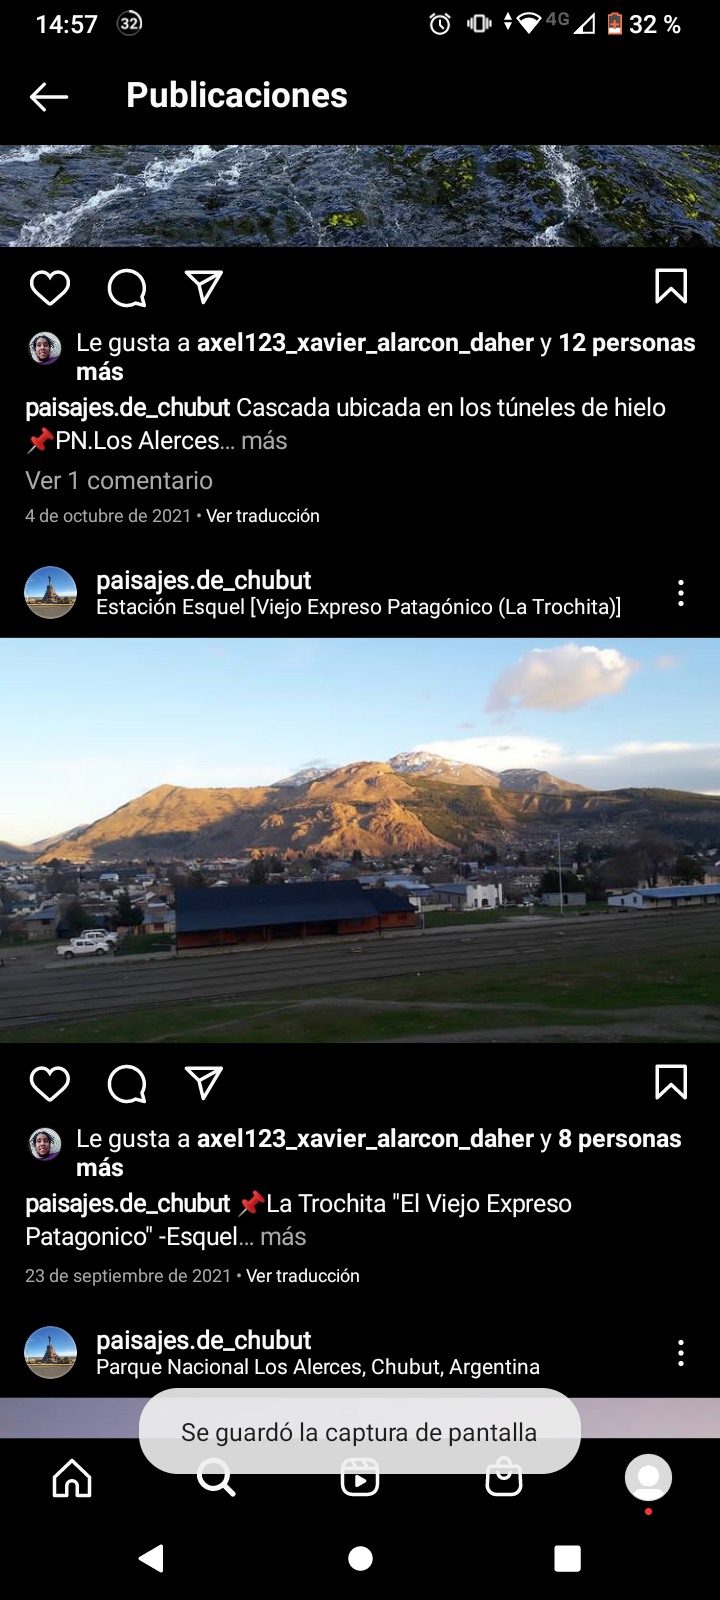 14:57 32 4G 32 %
Publicaciones
Le gusta a axel123_xavier_alarcon_daher y 12 personas
más
paisajes.de_chubut Cascada ubicada en los túneles de hielo
📌PN.Los Alerces... más
Ver 1 comentario
4 de octubre de 2021 • Ver traducción
paisajes.de_chubut
Estación Esquel [Viejo Expreso Patagónico (La Trochita)]
Le gusta a axel123_xavier_alarcon_daher y 8 personas
más
paisajes.de_chubut 📌La Trochita "El Viejo Expreso
Patagonico" -Esquel... más
23 de septiembre de 2021 • Ver traducción
paisajes.de_chubut
Parque Nacional Los Alerces, Chubut, Argentina
Se guardó la captura de pantalla